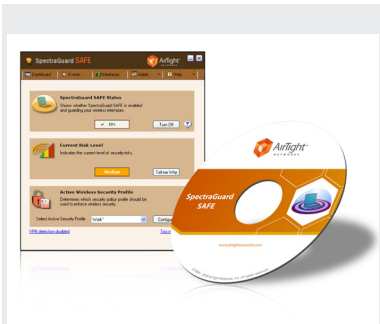 SpectraGuard SAFE
AirTight
NETWORKS
Dashboard
Events
Interfaces
Admin
Help
SpectraGuard SAFE Status
Shows whether SpectraGuard SAFE is enabled
and guarding your wireless interfaces.
ON
Turn Off
?
Current Risk Level
Indicates the current level of security risks.
Medium
Tell me Why
Active Wireless Security Profile
Determines which security policy profile should be
used to enforce wireless security.
Select Active Security Profile
Work*
Configu
VPN detection disabled
AirTight
NETWORKS
SpectraGuard
SAFE
www.airtightnetworks.com